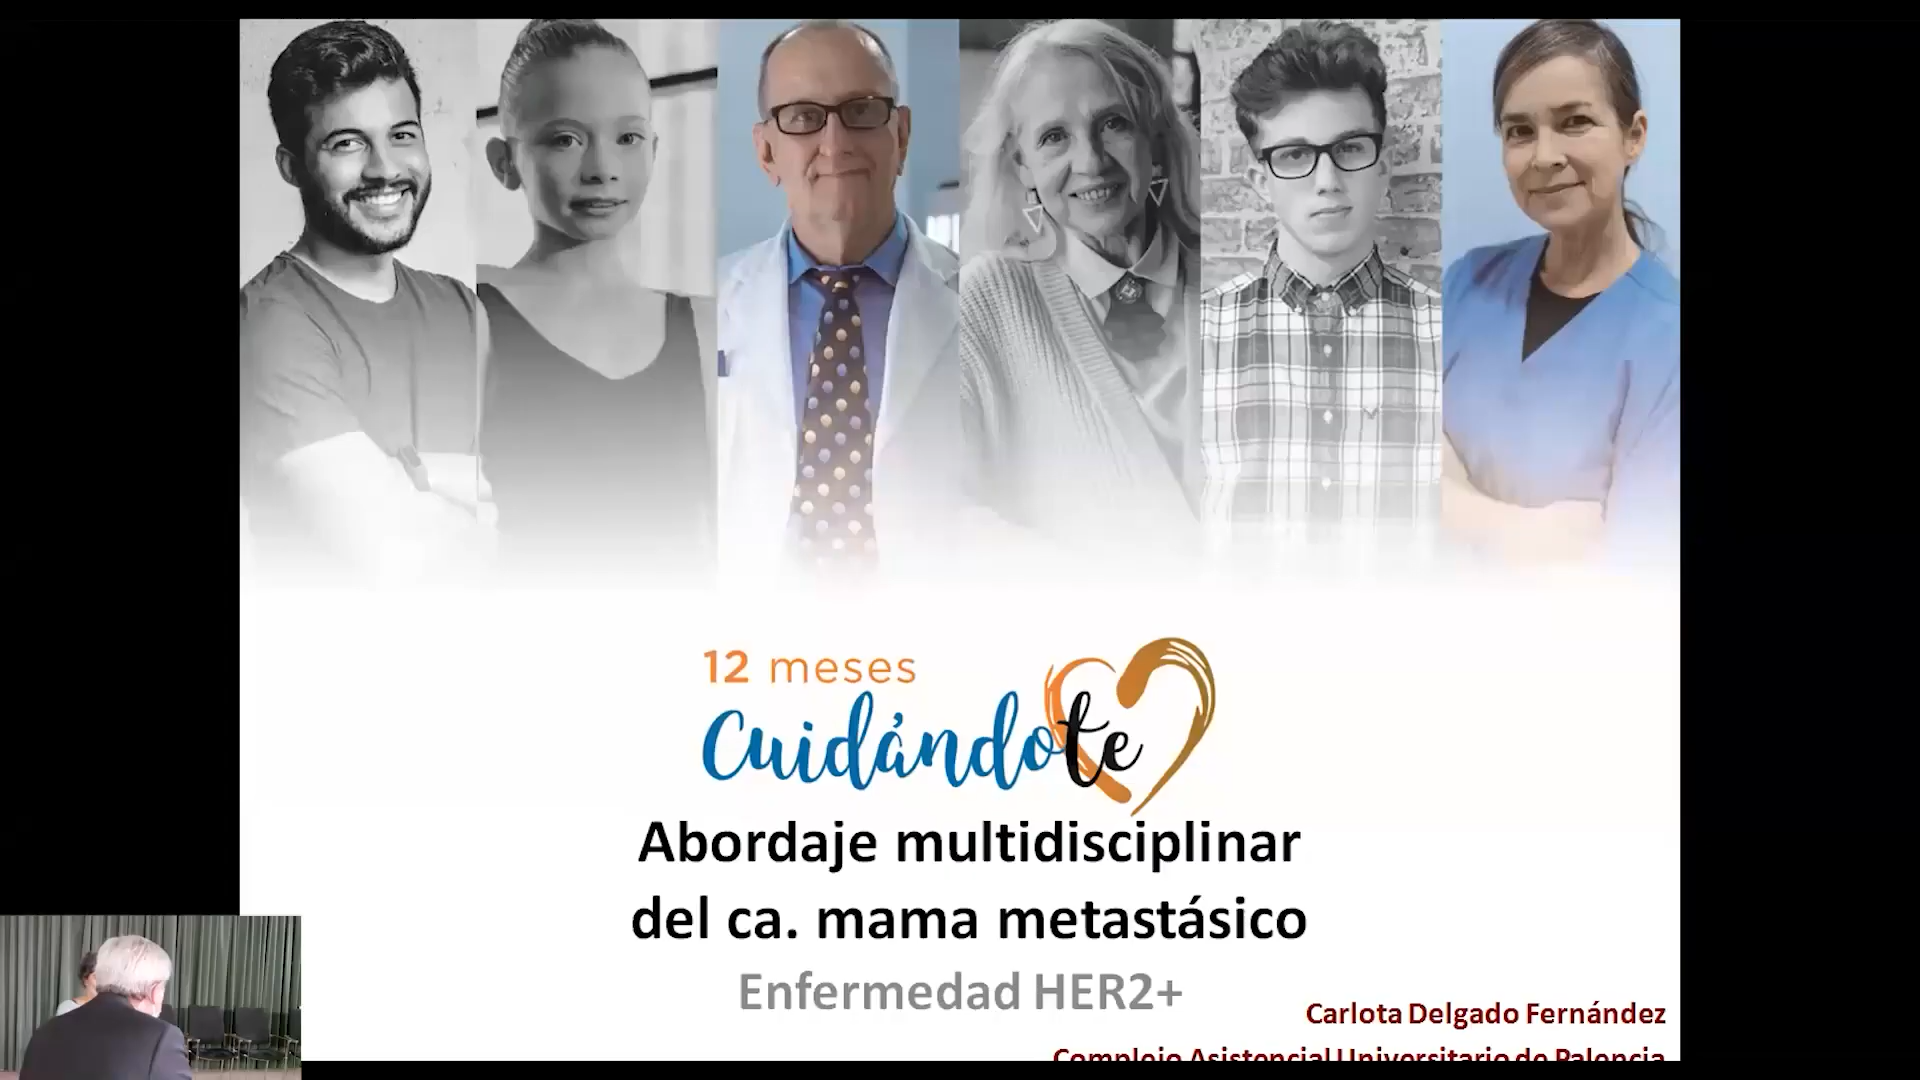 12 meses
Cuidándote
Abordaje multidisciplinar
del ca. mama metastásico
Enfermedad HER2+
Carlota Delgado Fernández
Complejo Asistencial Universitario de Palencia